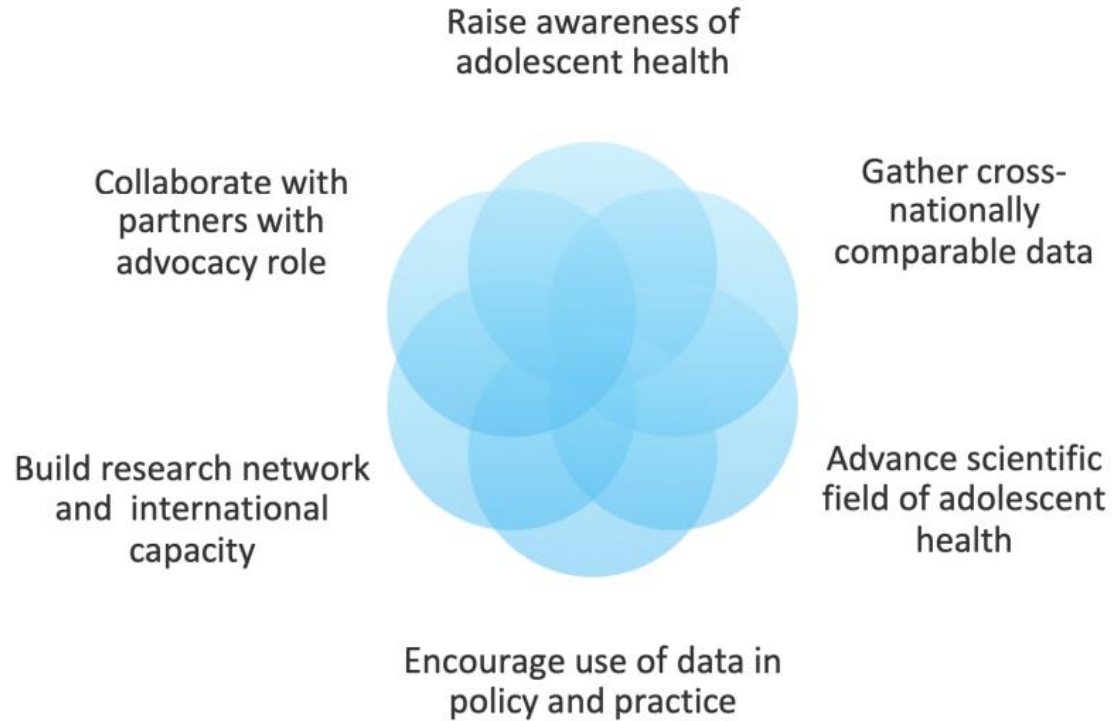 Raise awareness of
adolescent health
Gather cross-
nationally
comparable data
Advance scientific
field of adolescent
health
Encourage use of data in
policy and practice
Build research network
and  international
capacity
Collaborate with
partners with
advocacy role